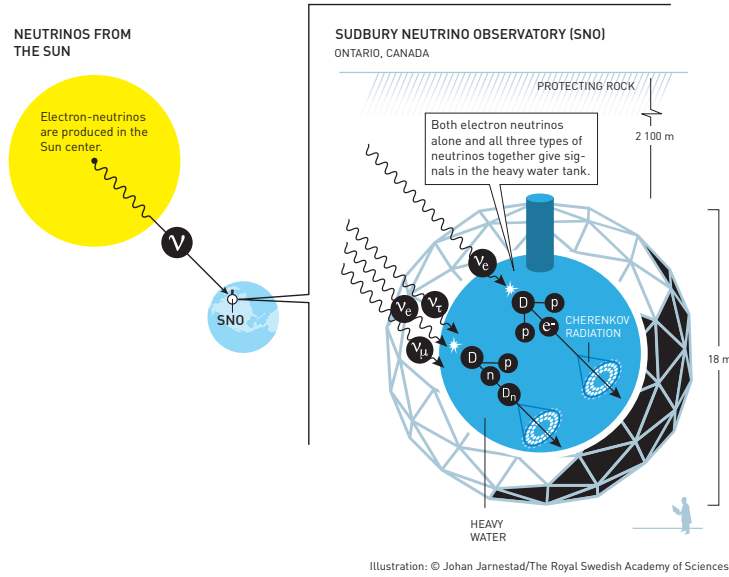 NEUTRINOS FROM
THE SUN
Electron-neutrinos
are produced in the
Sun center.
ν
SNO
SUDBURY NEUTRINO OBSERVATORY (SNO)
ONTARIO, CANADA
PROTECTING ROCK
2 100 m
Both electron neutrinos
alone and all three types of
neutrinos together give sig-
nals in the heavy water tank.
νe
νe
ντ
νμ
D
p
p
e-
CHERENKOV
RADIATION
D
p
n
Dn
18 m
HEAVY
WATER
Illustration: © Johan Jarnestad/The Royal Swedish Academy of Sciences